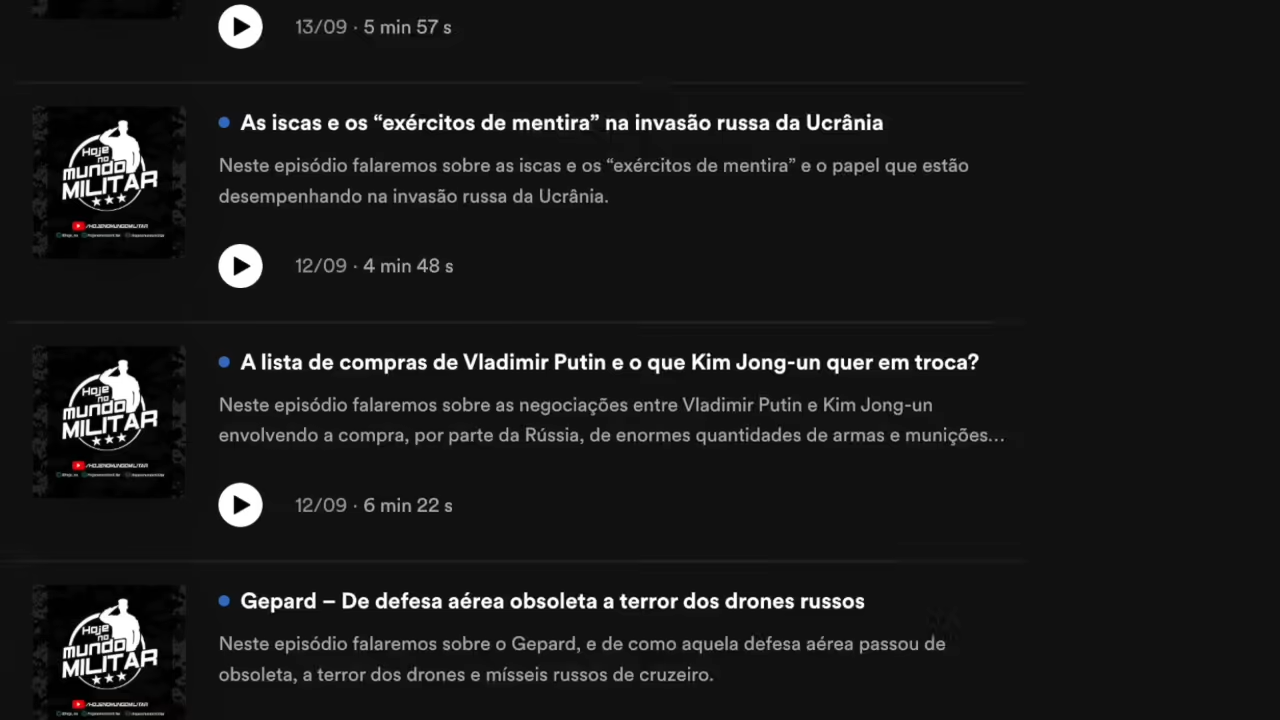 13/09 · 5 min 57 s
As iscas e os “exércitos de mentira” na invasão russa da Ucrânia
Hoje
no
mundo
MILITAR
/HOJENOMUNDOMILITAR
Neste episódio falaremos sobre as iscas e os “exércitos de mentira” e o papel que estão
desempenhando na invasão russa da Ucrânia.
12/09 · 4 min 48 s
A lista de compras de Vladimir Putin e o que Kim Jong-un quer em troca?
Hoje
no
mundo
MILITAR
/HOJENOMUNDOMILITAR
Neste episódio falaremos sobre as negociações entre Vladimir Putin e Kim Jong-un
envolvendo a compra, por parte da Rússia, de enormes quantidades de armas e munições…
12/09 · 6 min 22 s
Gepard – De defesa aérea obsoleta a terror dos drones russos
Hoje
no
mundo
MILITAR
/HOJENOMUNDOMILITAR
Neste episódio falaremos sobre o Gepard, e de como aquela defesa aérea passou de
obsoleta, a terror dos drones e mísseis russos de cruzeiro.